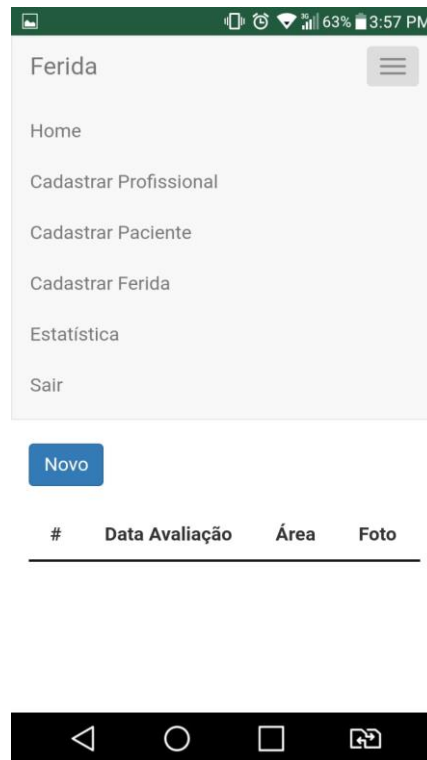 3G 63% 3:57 PM
Ferida
Home
Cadastrar Profissional
Cadastrar Paciente
Cadastrar Ferida
Estatística
Sair
Novo
# Data Avaliação Área Foto